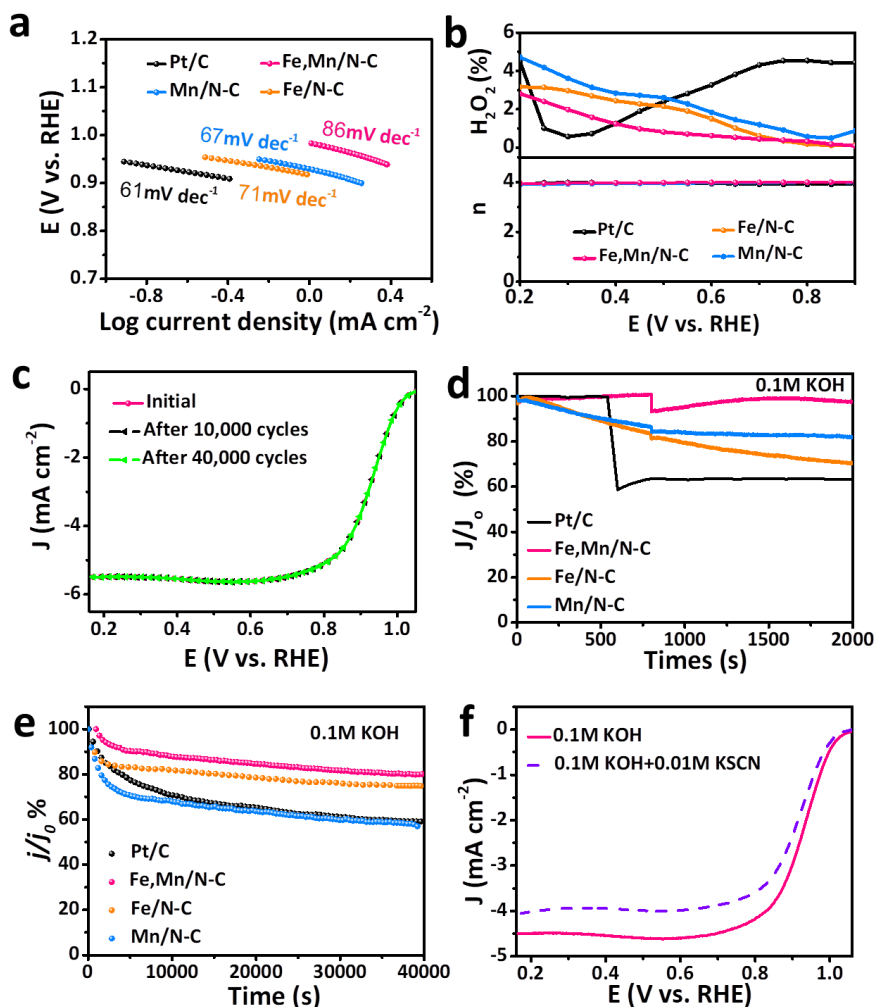 a
Pt/C Fe,Mn/N-C
Mn/N-C Fe/N-C
E (V vs. RHE)
1.2
1.1
1.0
0.9
0.8
0.7
61mV dec⁻¹
71mV dec⁻¹
67mV dec⁻¹
86mV dec⁻¹
-0.8 -0.4 0.0 0.4
Log current density (mA cm⁻²)
b
H₂O₂ (%)
6
4
2
0
n
4
2
0
Pt/C Fe/N-C
Fe,Mn/N-C Mn/N-C
0.2 0.4 0.6 0.8
E (V vs. RHE)
c
Initial
After 10,000 cycles
After 40,000 cycles
J (mA cm⁻²)
0
-2
-4
-6
0.2 0.4 0.6 0.8 1.0
E (V vs. RHE)
d
0.1M KOH
J/Jₒ (%)
120
100
80
60
40
20
0
Pt/C
Fe,Mn/N-C
Fe/N-C
Mn/N-C
0 500 1000 1500 2000
Times (s)
e
0.1M KOH
j/j₀ %
100
80
60
40
20
0
Pt/C
Fe,Mn/N-C
Fe/N-C
Mn/N-C
0 10000 20000 30000 40000
Time (s)
f
0.1M KOH
0.1M KOH+0.01M KSCN
J (mA cm⁻²)
0
-1
-2
-3
-4
-5
0.2 0.4 0.6 0.8 1.0
E (V vs. RHE)